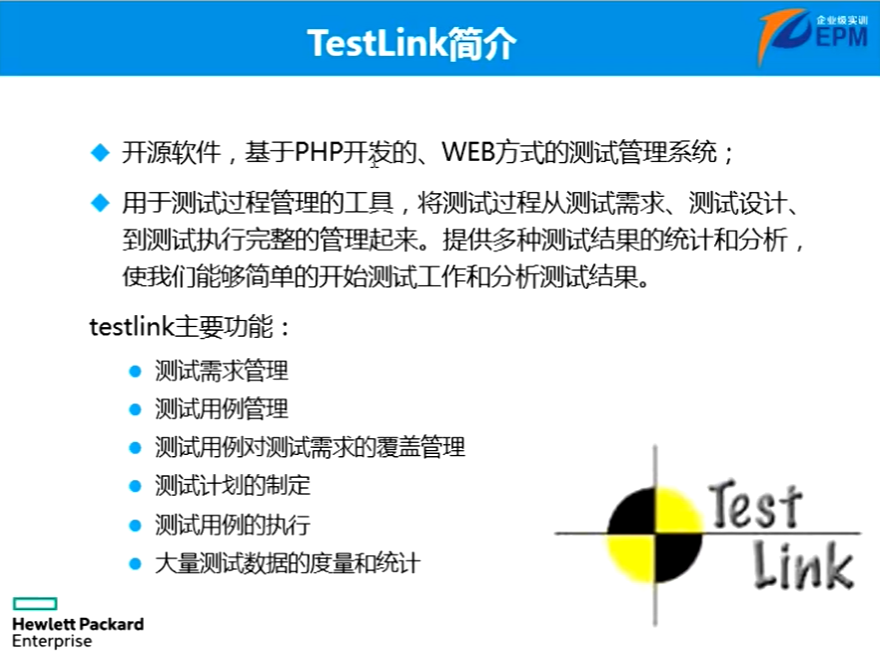 TestLink简介
企业级实训
EPM
开源软件，基于PHP开发的、WEB方式的测试管理系统；
用于测试过程管理的工具，将测试过程从测试需求、测试设计、
到测试执行完整的管理起来。提供多种测试结果的统计和分析，
使我们能够简单的开始测试工作和分析测试结果。
testlink主要功能：
测试需求管理
测试用例管理
测试用例对测试需求的覆盖管理
测试计划的制定
测试用例的执行
大量测试数据的度量和统计
Test
Link
Hewlett Packard
Enterprise